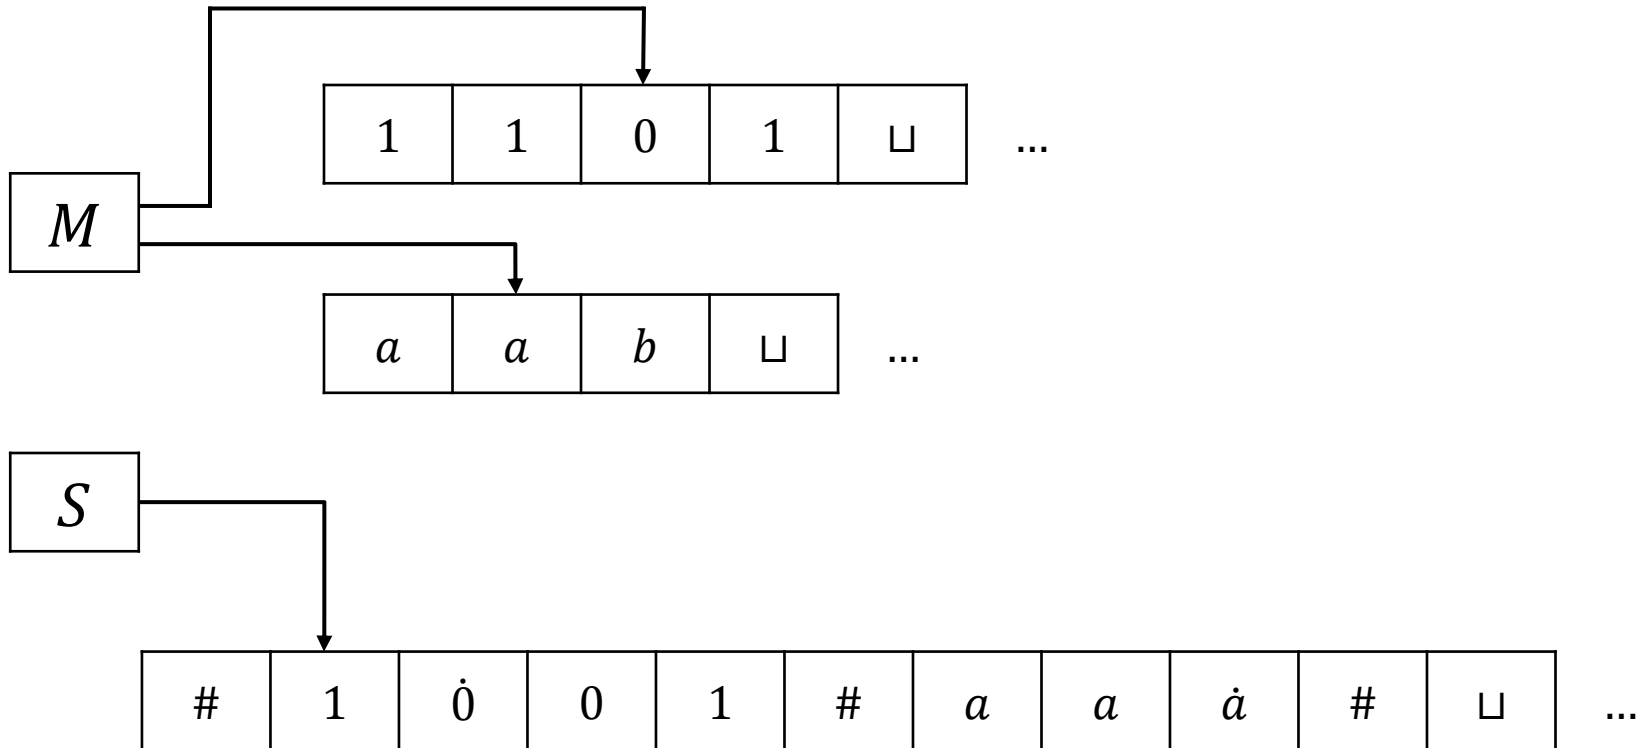 1 1 0 1 ⊔ ...
M
a a b ⊔ ...
S
# 1 0̇ 0 1 # a a ȧ # ⊔ ...